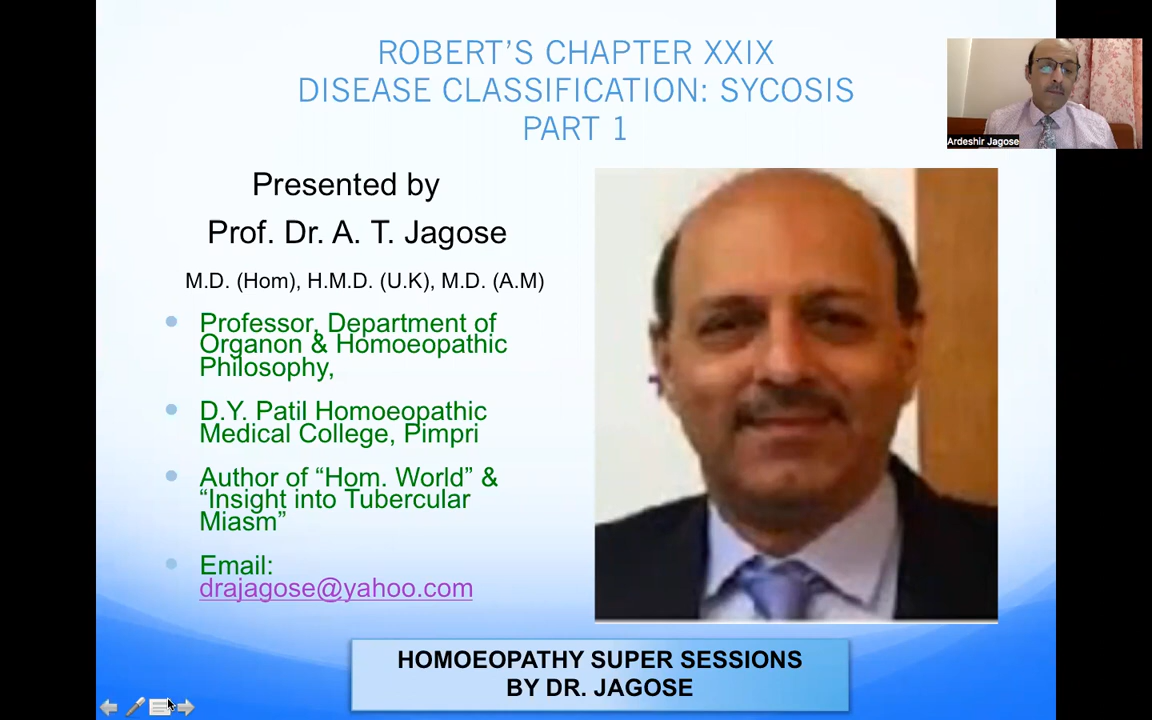 ROBERT’S CHAPTER XXIX
DISEASE CLASSIFICATION: SYCOSIS
PART 1
Ardeshir Jagose
Presented by
Prof. Dr. A. T. Jagose
M.D. (Hom), H.M.D. (U.K), M.D. (A.M)
Professor, Department of
Organon & Homoeopathic
Philosophy,
D.Y. Patil Homoeopathic
Medical College, Pimpri
Author of “Hom. World” &
“Insight into Tubercular
Miasm”
Email:
drajagose@yahoo.com
HOMOEOPATHY SUPER SESSIONS
BY DR. JAGOSE